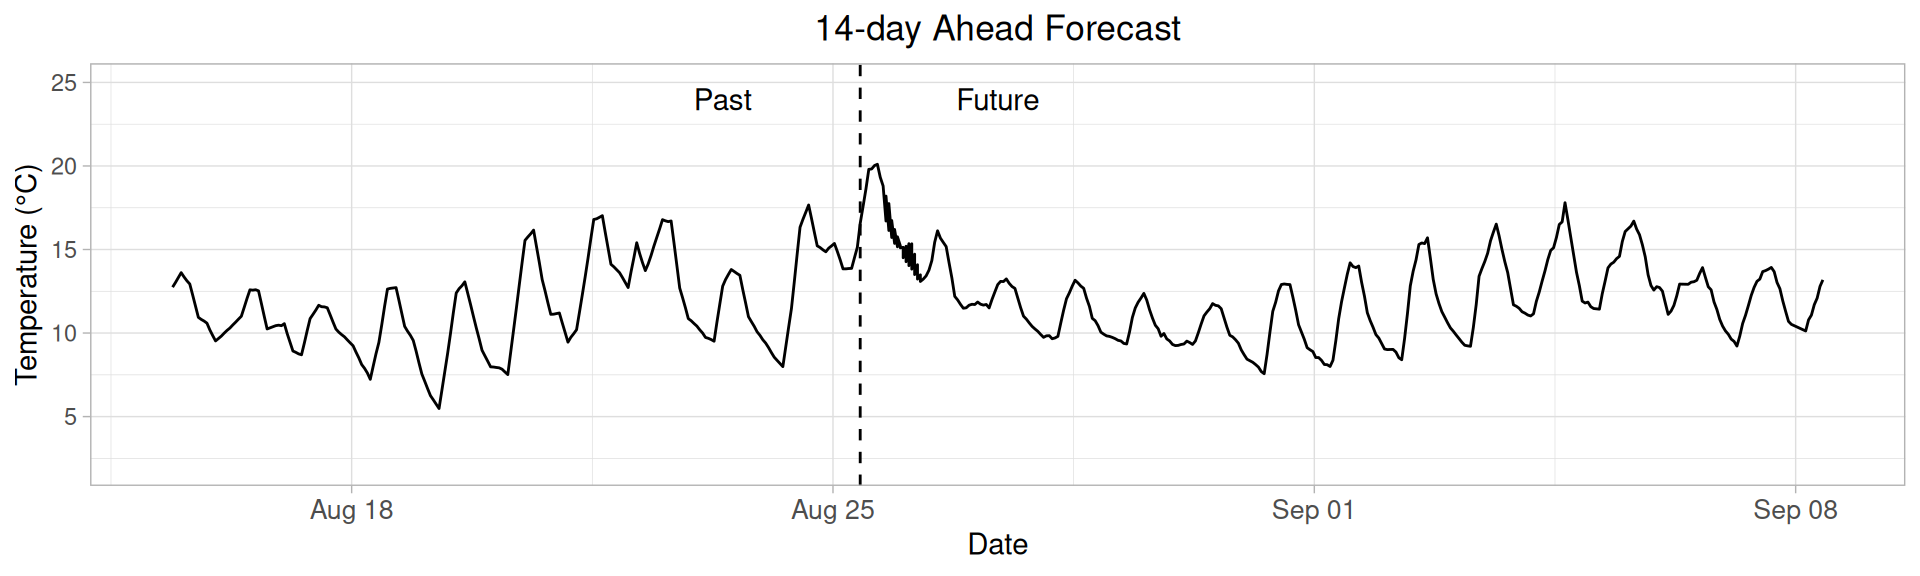 14-day Ahead Forecast
Past
Future
Temperature (°C)
25
20
15
10
5
Aug 18
Aug 25
Sep 01
Sep 08
Date